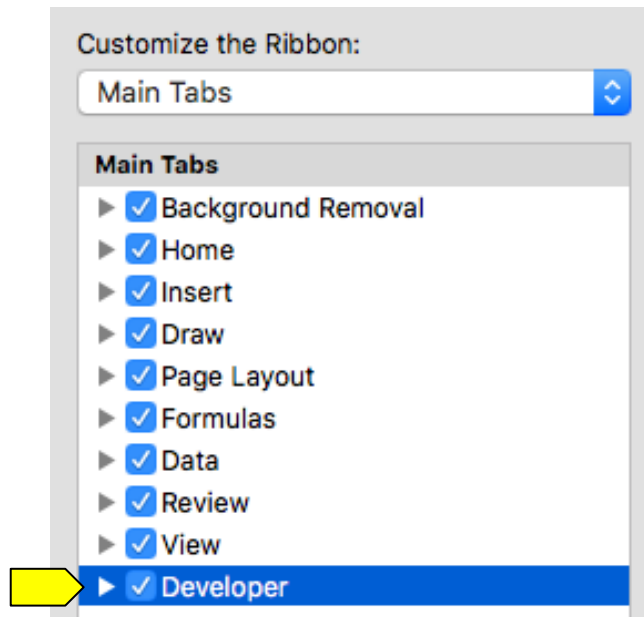 Customize the Ribbon:
Main Tabs
Main Tabs
Background Removal
Home
Insert
Draw
Page Layout
Formulas
Data
Review
View
Developer